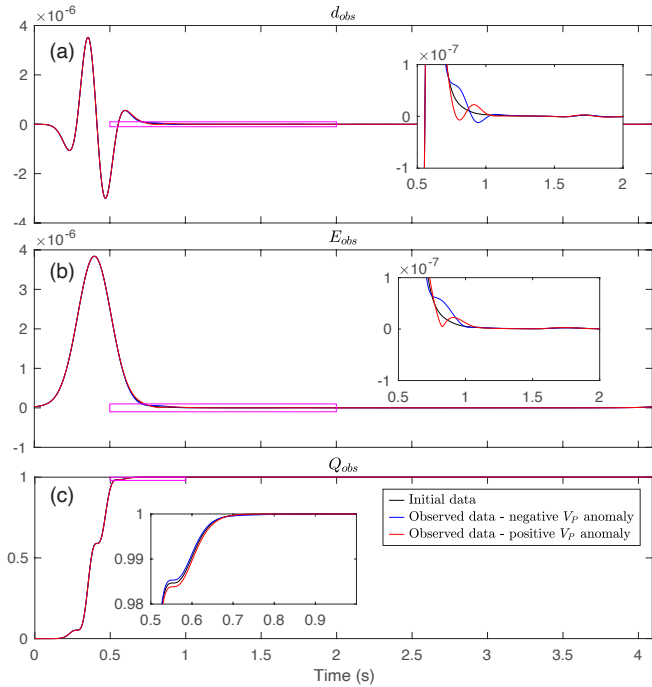 ×10⁻⁶ d_obs
4
(a)
×10⁻⁷
1
2
0
0
-2
-1
0.5 1 1.5 2
-4
×10⁻⁶ E_obs
4
(b)
×10⁻⁷
3
1
2
0
1
0
-1
0.5 1 1.5 2
-1
Q_obs
1
(c)
Initial data
1
Observed data - negative V_P anomaly
Observed data - positive V_P anomaly
0.99
0.5
0.98
0.5 0.6 0.7 0.8 0.9
0
0 0.5 1 1.5 2 2.5 3 3.5 4
Time (s)